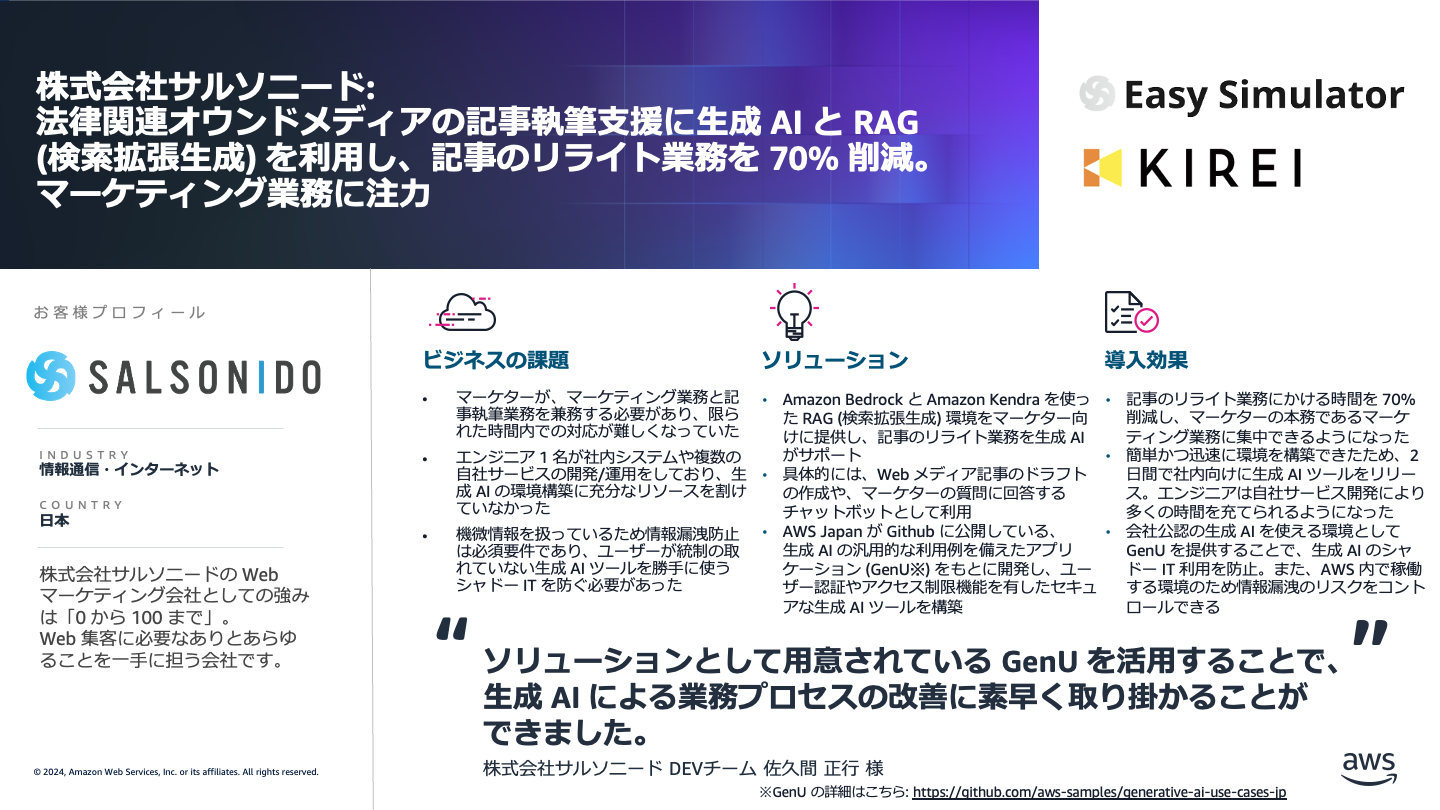 株式会社サルソニード:
法律関連オウンドメディアの記事執筆支援に生成 AI と RAG
(検索拡張生成) を利用し、記事のリライト業務を 70% 削減。
マーケティング業務に注力
Easy Simulator
KIREI
お客様プロフィール
SALSONIDO
INDUSTRY
情報通信・インターネット
COUNTRY
日本
株式会社サルソニードの Web
マーケティング会社としての強み
は「0 から 100 まで」。
Web 集客に必要なありとあらゆ
ることを一手に担う会社です。
© 2024, Amazon Web Services, Inc. or its affiliates. All rights reserved.
ビジネスの課題
• マーケターが、マーケティング業務と記
事執筆業務を兼務する必要があり、限ら
れた時間内での対応が難しくなっていた
• エンジニア 1 名が社内システムや複数の
自社サービスの開発/運用をしており、生
成 AI の環境構築に充分なリソースを割け
ていなかった
• 機微情報を扱っているため情報漏洩防止
は必須要件であり、ユーザーが統制の取
れていない生成 AI ツールを勝手に使う
シャドー IT を防ぐ必要があった
ソリューション
• Amazon Bedrock と Amazon Kendra を使っ
た RAG (検索拡張生成) 環境をマーケター向
けに提供し、記事のリライト業務を生成 AI
がサポート
• 具体的には、Web メディア記事のドラフト
の作成や、マーケターの質問に回答する
チャットボットとして利用
• AWS Japan が Github に公開している、
生成 AI の汎用的な利用例を備えたアプリ
ケーション (GenU※) をもとに開発し、ユー
ザー認証やアクセス制限機能を有したセキュ
アな生成 AI ツールを構築
導入効果
• 記事のリライト業務にかける時間を 70%
削減し、マーケターの本務であるマーケ
ティング業務に集中できるようになった
• 簡単かつ迅速に環境を構築できたため、2
日間で社内向けに生成 AI ツールをリリー
ス。エンジニアは自社サービス開発により
多くの時間を充てられるようになった
• 会社公認の生成 AI を使える環境として
GenU を提供することで、生成 AI のシャ
ドー IT 利用を防止。また、AWS 内で稼働
する環境のため情報漏洩のリスクをコント
ロールできる
“ソリューションとして用意されている GenU を活用することで、”
生成 AI による業務プロセスの改善に素早く取り掛かることが
できました。
株式会社サルソニード DEVチーム 佐久間 正行 様
※GenU の詳細はこちら: https://github.com/aws-samples/generative-ai-use-cases-jp
aws